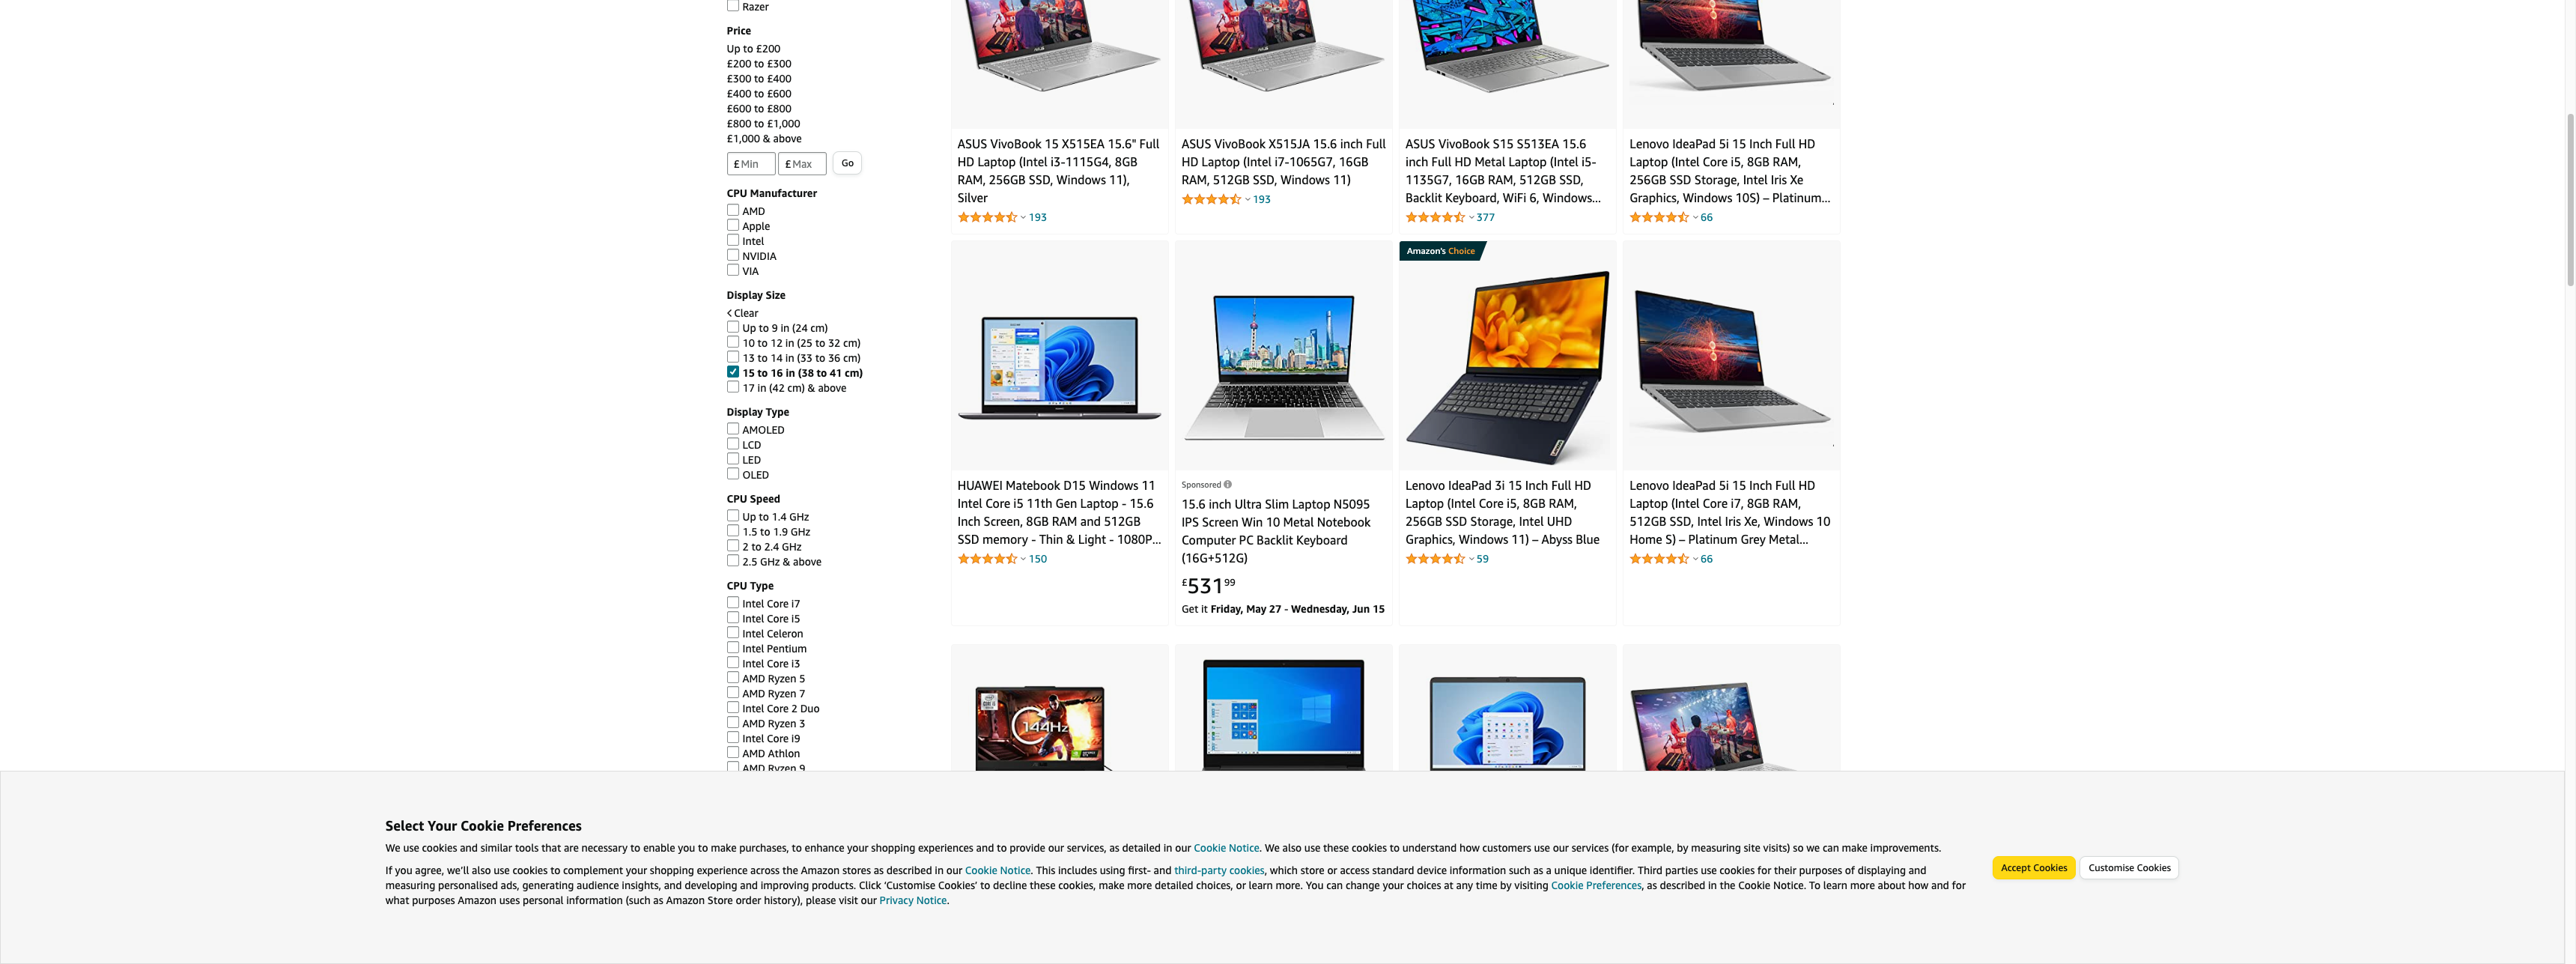 Razer
Price
Up to £200
£200 to £300
£300 to £400
£400 to £600
£600 to £800
£800 to £1,000
£1,000 & above
£ Min £ Max Go
CPU Manufacturer
AMD
Apple
Intel
NVIDIA
VIA
Display Size
< Clear
Up to 9 in (24 cm)
10 to 12 in (25 to 32 cm)
13 to 14 in (33 to 36 cm)
15 to 16 in (38 to 41 cm)
17 in (42 cm) & above
Display Type
AMOLED
LCD
LED
OLED
CPU Speed
Up to 1.4 GHz
1.5 to 1.9 GHz
2 to 2.4 GHz
2.5 GHz & above
CPU Type
Intel Core i7
Intel Core i5
Intel Celeron
Intel Pentium
Intel Core i3
AMD Ryzen 5
AMD Ryzen 7
Intel Core 2 Duo
AMD Ryzen 3
Intel Core i9
AMD Athlon
AMD Ryzen 9
ASUS VivoBook 15 X515EA 15.6" Full
HD Laptop (Intel i3-1115G4, 8GB
RAM, 256GB SSD, Windows 11),
Silver
193
ASUS VivoBook X515JA 15.6 inch Full
HD Laptop (Intel i7-1065G7, 16GB
RAM, 512GB SSD, Windows 11)
193
ASUS VivoBook S15 S513EA 15.6
inch Full HD Metal Laptop (Intel i5-
1135G7, 16GB RAM, 512GB SSD,
Backlit Keyboard, WiFi 6, Windows...
377
Lenovo IdeaPad 5i 15 Inch Full HD
Laptop (Intel Core i5, 8GB RAM,
256GB SSD Storage, Intel Iris Xe
Graphics, Windows 10S) – Platinum...
66
HUAWEI Matebook D15 Windows 11
Intel Core i5 11th Gen Laptop - 15.6
Inch Screen, 8GB RAM and 512GB
SSD memory - Thin & Light - 1080P...
150
Sponsored
15.6 inch Ultra Slim Laptop N5095
IPS Screen Win 10 Metal Notebook
Computer PC Backlit Keyboard
(16G+512G)
£531 99
Get it Friday, May 27 - Wednesday, Jun 15
Amazon's Choice
Lenovo IdeaPad 3i 15 Inch Full HD
Laptop (Intel Core i5, 8GB RAM,
256GB SSD Storage, Intel UHD
Graphics, Windows 11) – Abyss Blue
59
Lenovo IdeaPad 5i 15 Inch Full HD
Laptop (Intel Core i7, 8GB RAM,
512GB SSD, Intel Iris Xe, Windows 10
Home S) – Platinum Grey Metal...
66
144Hz
Select Your Cookie Preferences
We use cookies and similar tools that are necessary to enable you to make purchases, to enhance your shopping experiences and to provide our services, as detailed in our Cookie Notice. We also use these cookies to understand how customers use our services (for example, by measuring site visits) so we can make improvements.
If you agree, we'll also use cookies to complement your shopping experience across the Amazon stores as described in our Cookie Notice. This includes using first- and third-party cookies, which store or access standard device information such as a unique identifier. Third parties use cookies for their purposes of displaying and
measuring personalised ads, generating audience insights, and developing and improving products. Click 'Customise Cookies' to decline these cookies, make more detailed choices, or learn more. You can change your choices at any time by visiting Cookie Preferences, as described in the Cookie Notice. To learn more about how and for
what purposes Amazon uses personal information (such as Amazon Store order history), please visit our Privacy Notice.
Accept Cookies
Customise Cookies